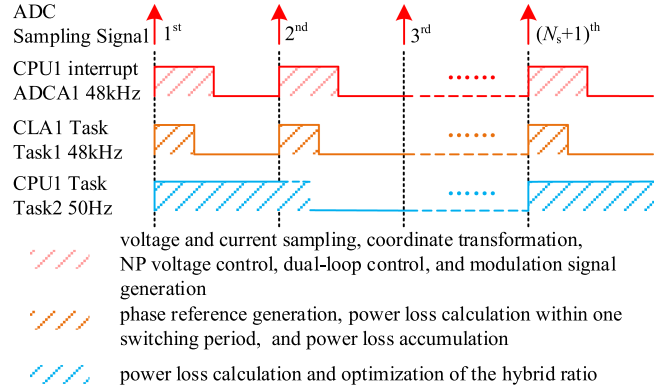 ADC
Sampling Signal
1st
2nd
3rd
(Ns+1)th
CPU1 interrupt
ADCA1 48kHz
CLA1 Task
Task1 48kHz
CPU1 Task
Task2 50Hz
voltage and current sampling, coordinate transformation,
NP voltage control, dual-loop control, and modulation signal
generation
phase reference generation, power loss calculation within one
switching period, and power loss accumulation
power loss calculation and optimization of the hybrid ratio